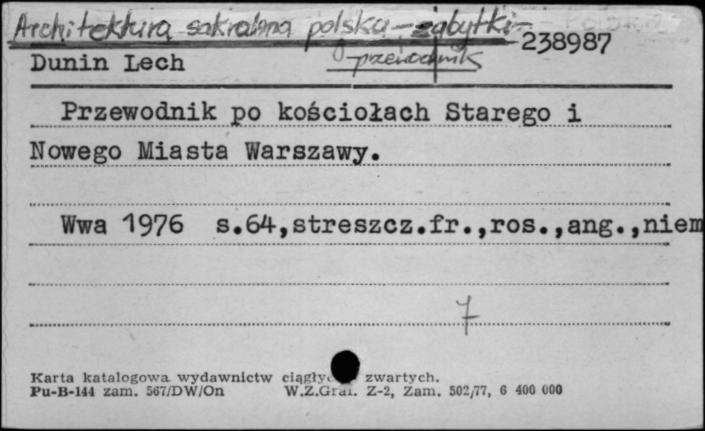 Architektura sakralna polska - zabytki -
238987
Dunin Lech
przewodnik
Przewodnik po kościołach Starego i
Nowego Miasta Warszawy.
Wwa 1976 s.64,streszcz.fr.,ros.,ang.,niem
7
Karta katalogowa wydawnictw zwartych.
Pu-B-144 zam. 567/DW/On W.Z.Graf. Z-2, Zam. 502/77, 6 400 000